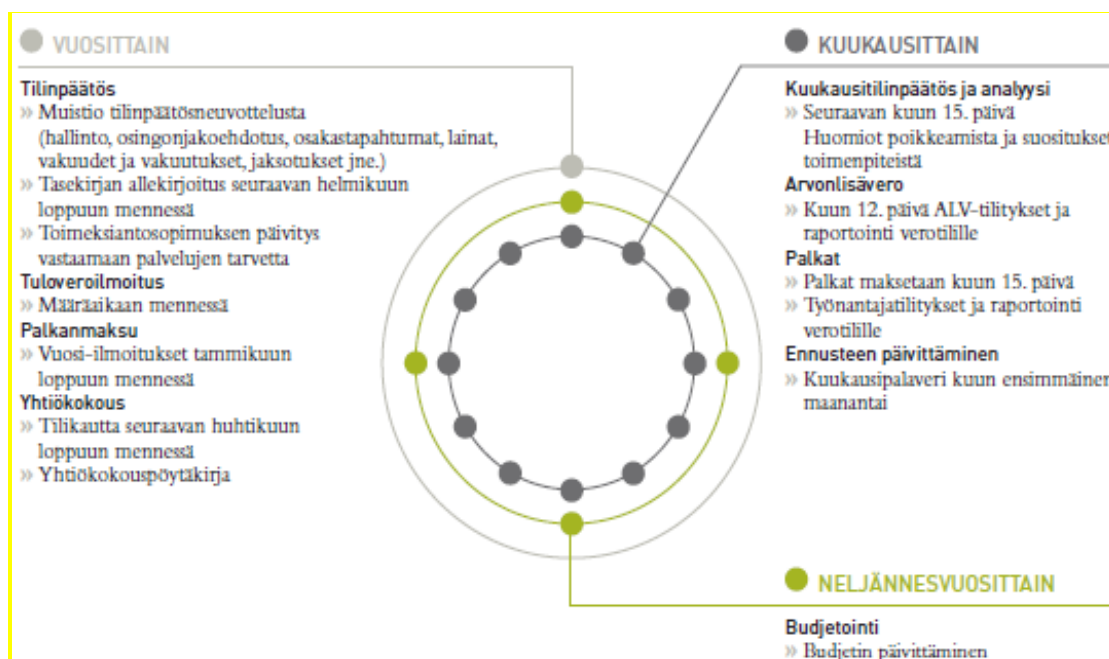 VUOSITTAIN
Tilinpäätös
» Muistio tilinpäätösneuvottelusta
(hallinto, osingonjakoehdotus, osakastapahtumat, lainat,
vakuudet ja vakuutukset, jaksotukset jne.)
» Tasekirjan allekirjoitus seuraavan helmikuun
loppuun mennessä
» Toimeksiantosopimuksen päivitys
vastaamaan palvelujen tarvetta
Tuloveroilmoitus
» Määräaikaan mennessä
Palkanmaksu
» Vuosi-ilmoitukset tammikuun
loppuun mennessä
Yhtiökokous
» Tilikautta seuraavan huhtikuun
loppuun mennessä
» Yhtiökokouspöytäkirja
KUUKAUSITTAIN
Kuukausitilinpäätös ja analyysi
» Seuraavan kuun 15. päivä
Huomiot poikkeamista ja suositukset
toimenpiteistä
Arvonlisävero
» Kuun 12. päivä ALV-tilitykset ja
raportointi verotilille
Palkat
» Palkat maksetaan kuun 15. päivä
» Työnantajatilitykset ja raportointi
verotilille
Ennusteen päivittäminen
» Kuukausipalaveri kuun ensimmäinen
maanantai
NELJÄNNESVUOSITTAIN
Budjetointi
» Budjetin päivittäminen